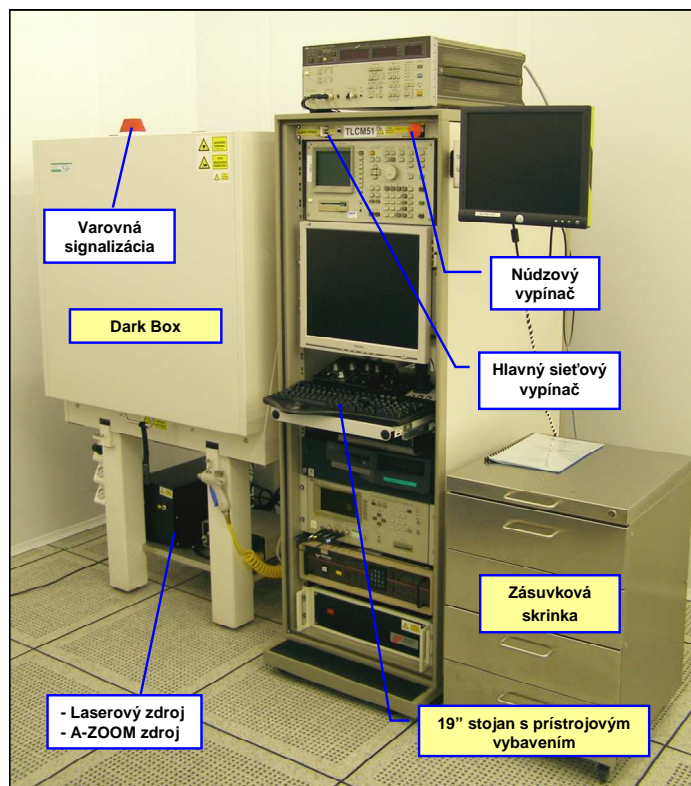 TLCM51
Varovná
signalizácia
Núdzový
vypínač
Dark Box
Hlavný sieťový
vypínač
Zásuvková
skrinka
- Laserový zdroj
- A-ZOOM zdroj
19” stojan s prístrojovým
vybavením